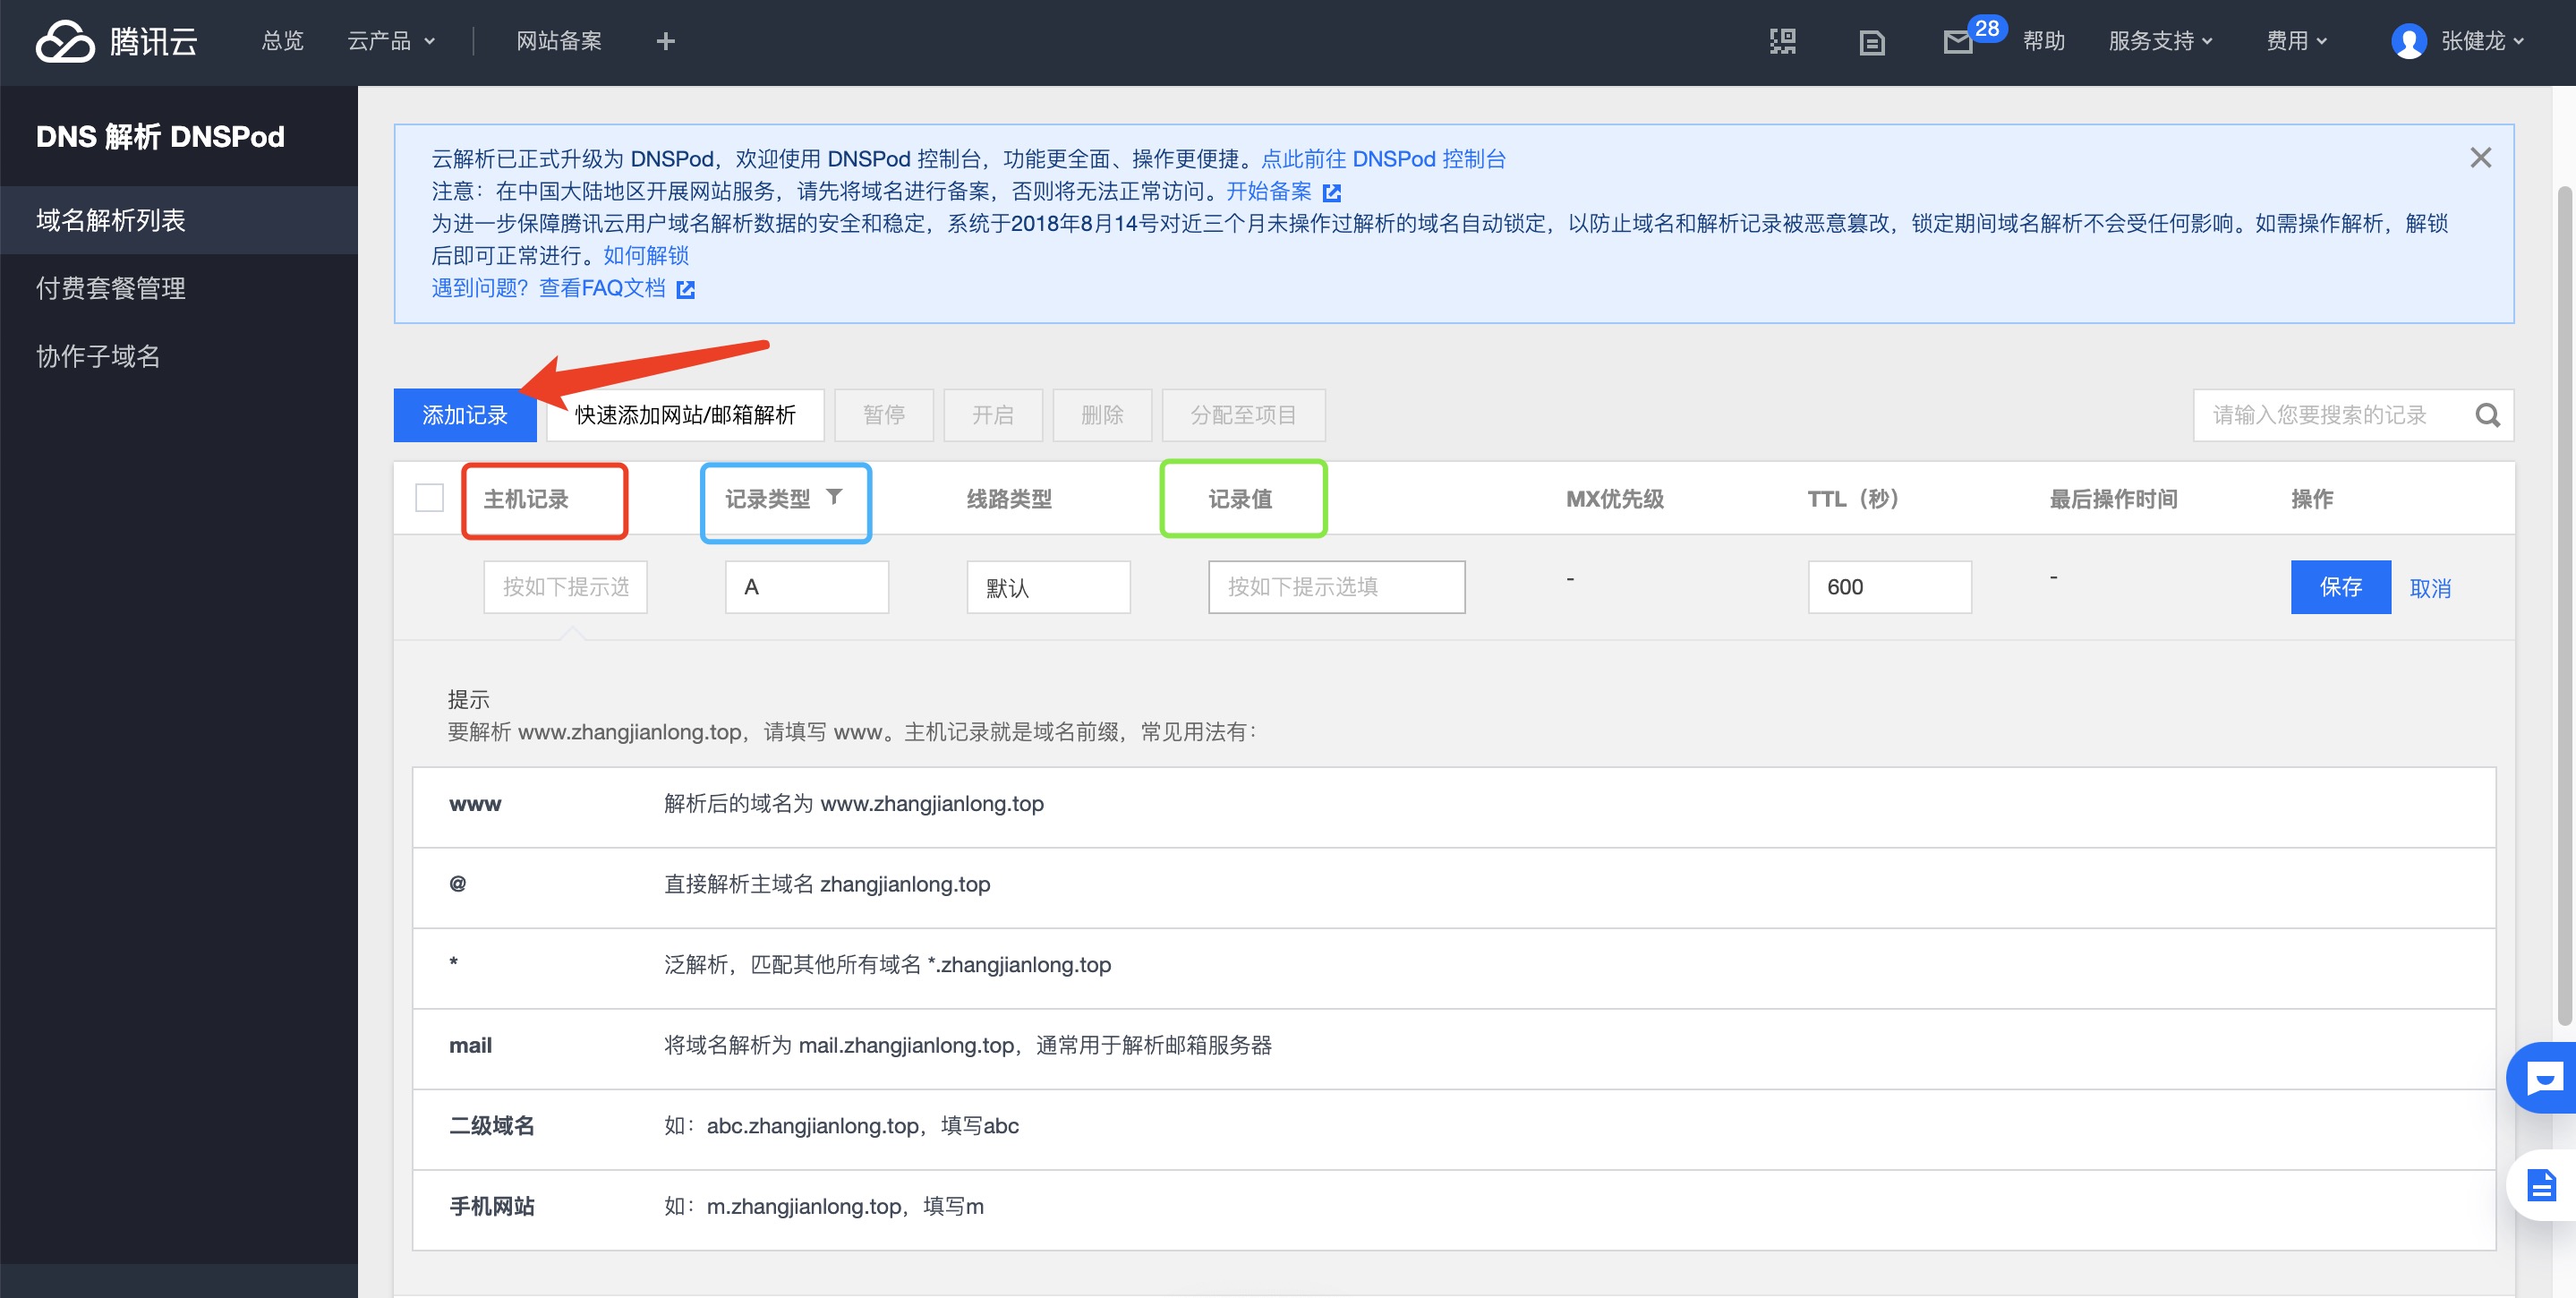 腾讯云
总览
云产品
网站备案
28
帮助
服务支持
费用
张健龙
DNS 解析 DNSPod
域名解析列表
付费套餐管理
协作子域名
云解析已正式升级为 DNSPod，欢迎使用 DNSPod 控制台，功能更全面、操作更便捷。点此前往 DNSPod 控制台
注意：在中国大陆地区开展网站服务，请先将域名进行备案，否则将无法正常访问。开始备案
为进一步保障腾讯云用户域名解析数据的安全和稳定，系统于2018年8月14号对近三个月未操作过解析的域名自动锁定，以防止域名和解析记录被恶意篡改，锁定期间域名解析不会受任何影响。如需操作解析，解锁
后即可正常进行。如何解锁
遇到问题？查看FAQ文档
添加记录
快速添加网站/邮箱解析
暂停
开启
删除
分配至项目
请输入您要搜索的记录
主机记录
记录类型
线路类型
记录值
MX优先级
TTL（秒）
最后操作时间
操作
按如下提示选
A
默认
按如下提示选填
-
600
-
保存
取消
提示
要解析 www.zhangjianlong.top，请填写 www。主机记录就是域名前缀，常见用法有：
www 解析后的域名为 www.zhangjianlong.top
@ 直接解析主域名 zhangjianlong.top
* 泛解析，匹配其他所有域名 *.zhangjianlong.top
mail 将域名解析为 mail.zhangjianlong.top，通常用于解析邮箱服务器
二级域名 如：abc.zhangjianlong.top，填写abc
手机网站 如：m.zhangjianlong.top，填写m